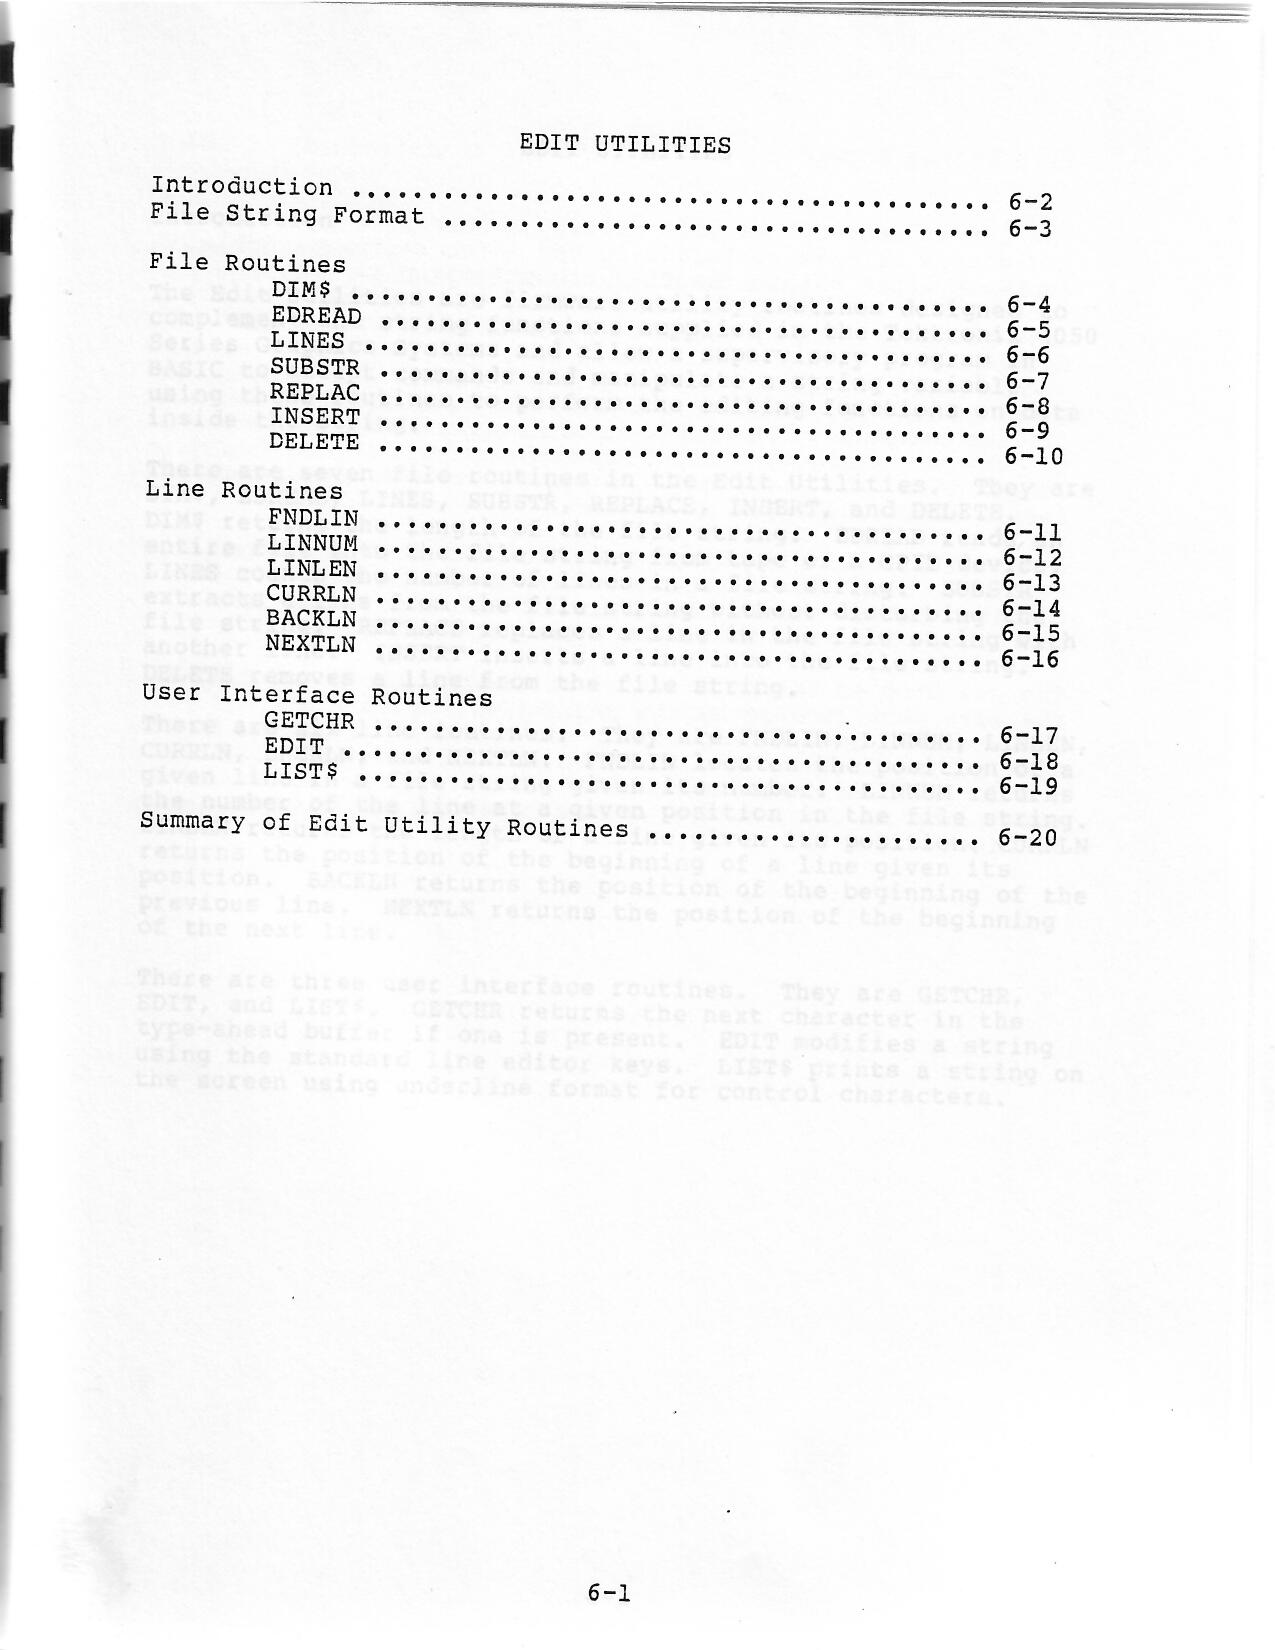 EDIT UTILITIES
Introduction .......................................... 6-2
File String Format .................................... 6-3
File Routines
DIM$ .......................................... 6-4
EDREAD ........................................ 6-5
LINES ......................................... 6-6
SUBSTR ........................................ 6-7
REPLAC ........................................ 6-8
INSERT ........................................ 6-9
DELETE ........................................ 6-10
Line Routines
FNDLIN ........................................ 6-11
LINNUM ........................................ 6-12
LINLEN ........................................ 6-13
CURRLN ........................................ 6-14
BACKLN ........................................ 6-15
NEXTLN ........................................ 6-16
User Interface Routines
GETCHR ........................................ 6-17
EDIT .......................................... 6-18
LIST$ ......................................... 6-19
Summary of Edit Utility Routines ...................... 6-20
6-1